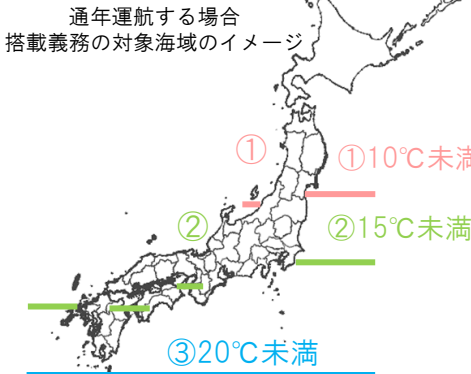 通年運航する場合
搭載義務の対象海域のイメージ
①
①10℃未満
②
②15℃未満
③20℃未満